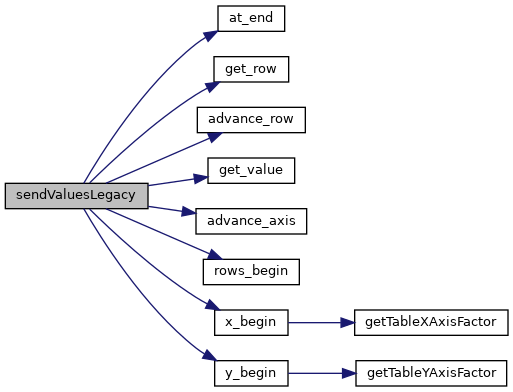 at_end
get_row
advance_row
get_value
sendValuesLegacy
advance_axis
rows_begin
x_begin
getTableXAxisFactor
y_begin
getTableYAxisFactor